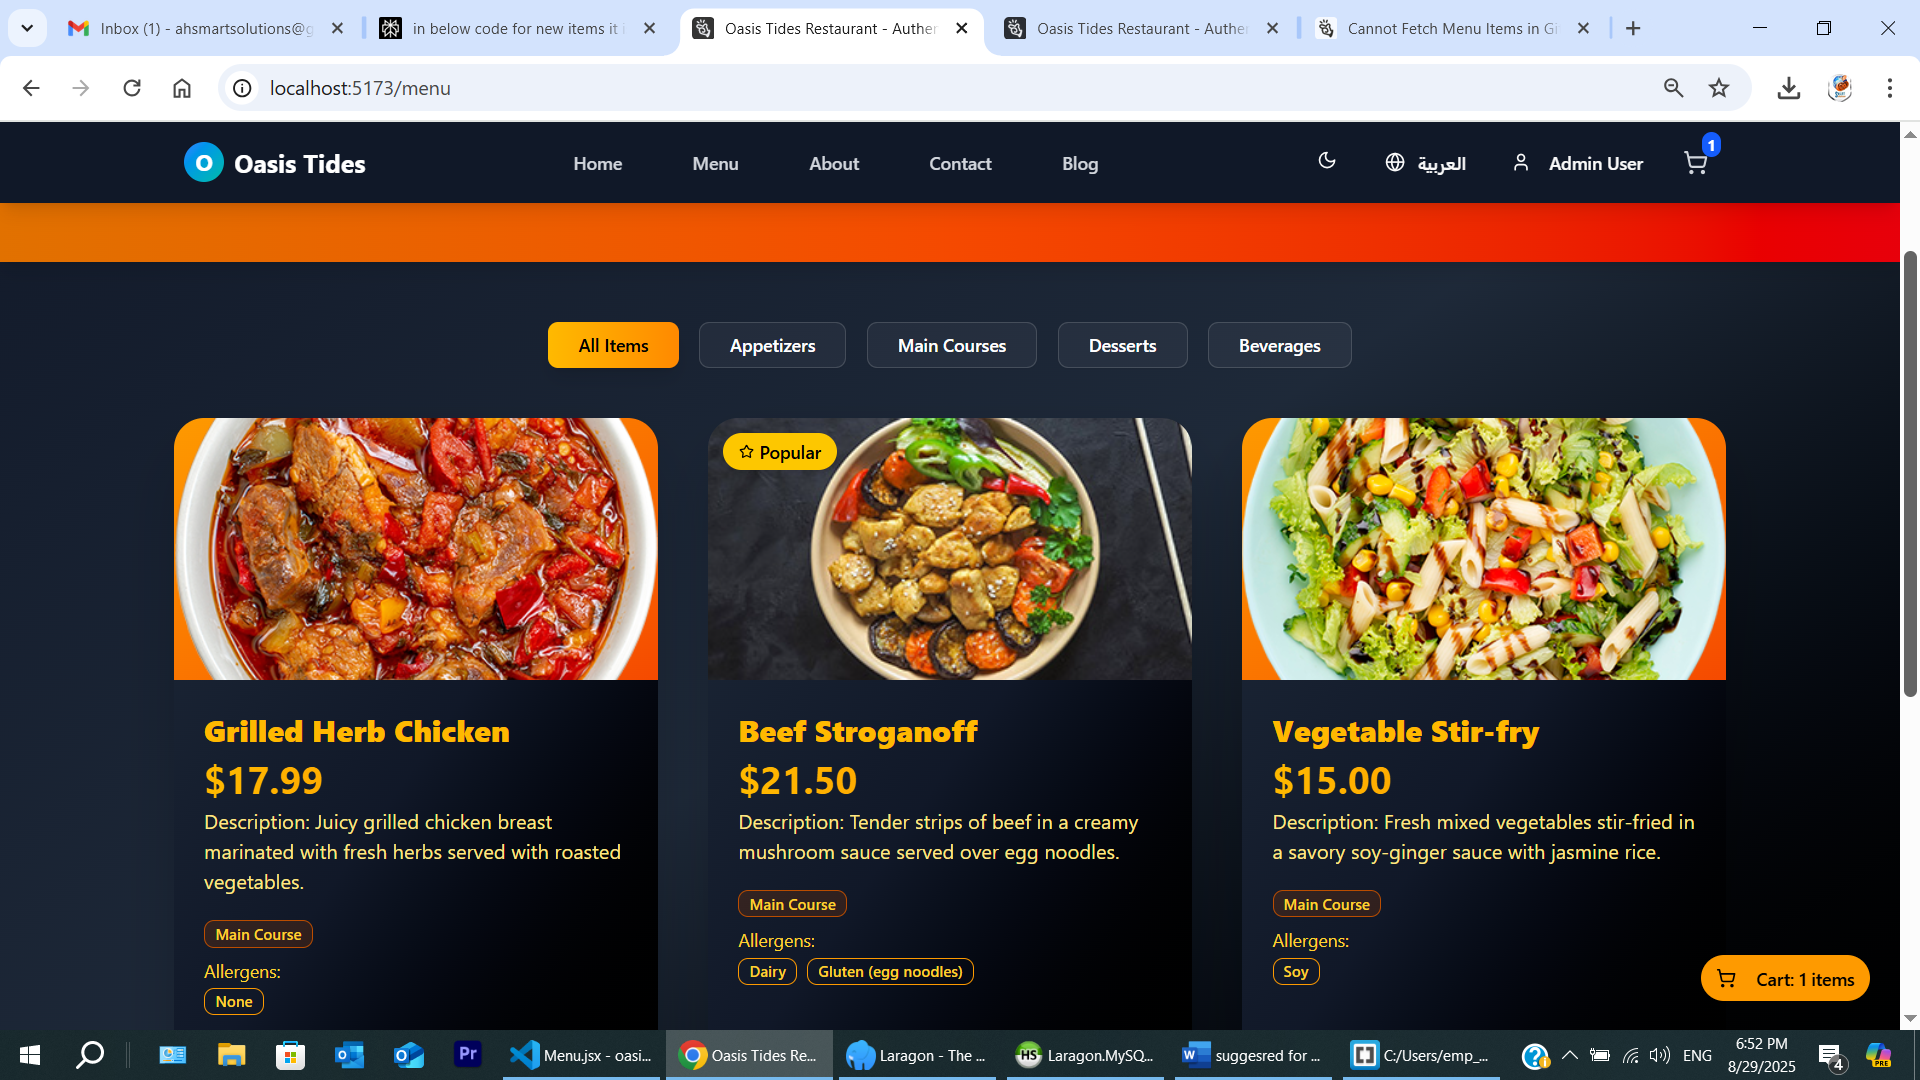 Inbox (1) - ahsmartsolutions@g
in below code for new items it i
Oasis Tides Restaurant - Auther
Oasis Tides Restaurant - Auther
Cannot Fetch Menu Items in Gi
localhost:5173/menu
O Oasis Tides
Home
Menu
About
Contact
Blog
العربية
Admin User
1
All Items
Appetizers
Main Courses
Desserts
Beverages
Popular
Grilled Herb Chicken
$17.99
Description: Juicy grilled chicken breast
marinated with fresh herbs served with roasted
vegetables.
Main Course
Allergens:
None
Beef Stroganoff
$21.50
Description: Tender strips of beef in a creamy
mushroom sauce served over egg noodles.
Main Course
Allergens:
Dairy
Gluten (egg noodles)
Vegetable Stir-fry
$15.00
Description: Fresh mixed vegetables stir-fried in
a savory soy-ginger sauce with jasmine rice.
Main Course
Allergens:
Soy
Cart: 1 items
Pr
Menu.jsx - oasi...
Oasis Tides Re...
Laragon - The ...
HS
Laragon.MySQ...
suggesred for ...
C:/Users/emp_...
ENG
6:52 PM
8/29/2025
4
PRE